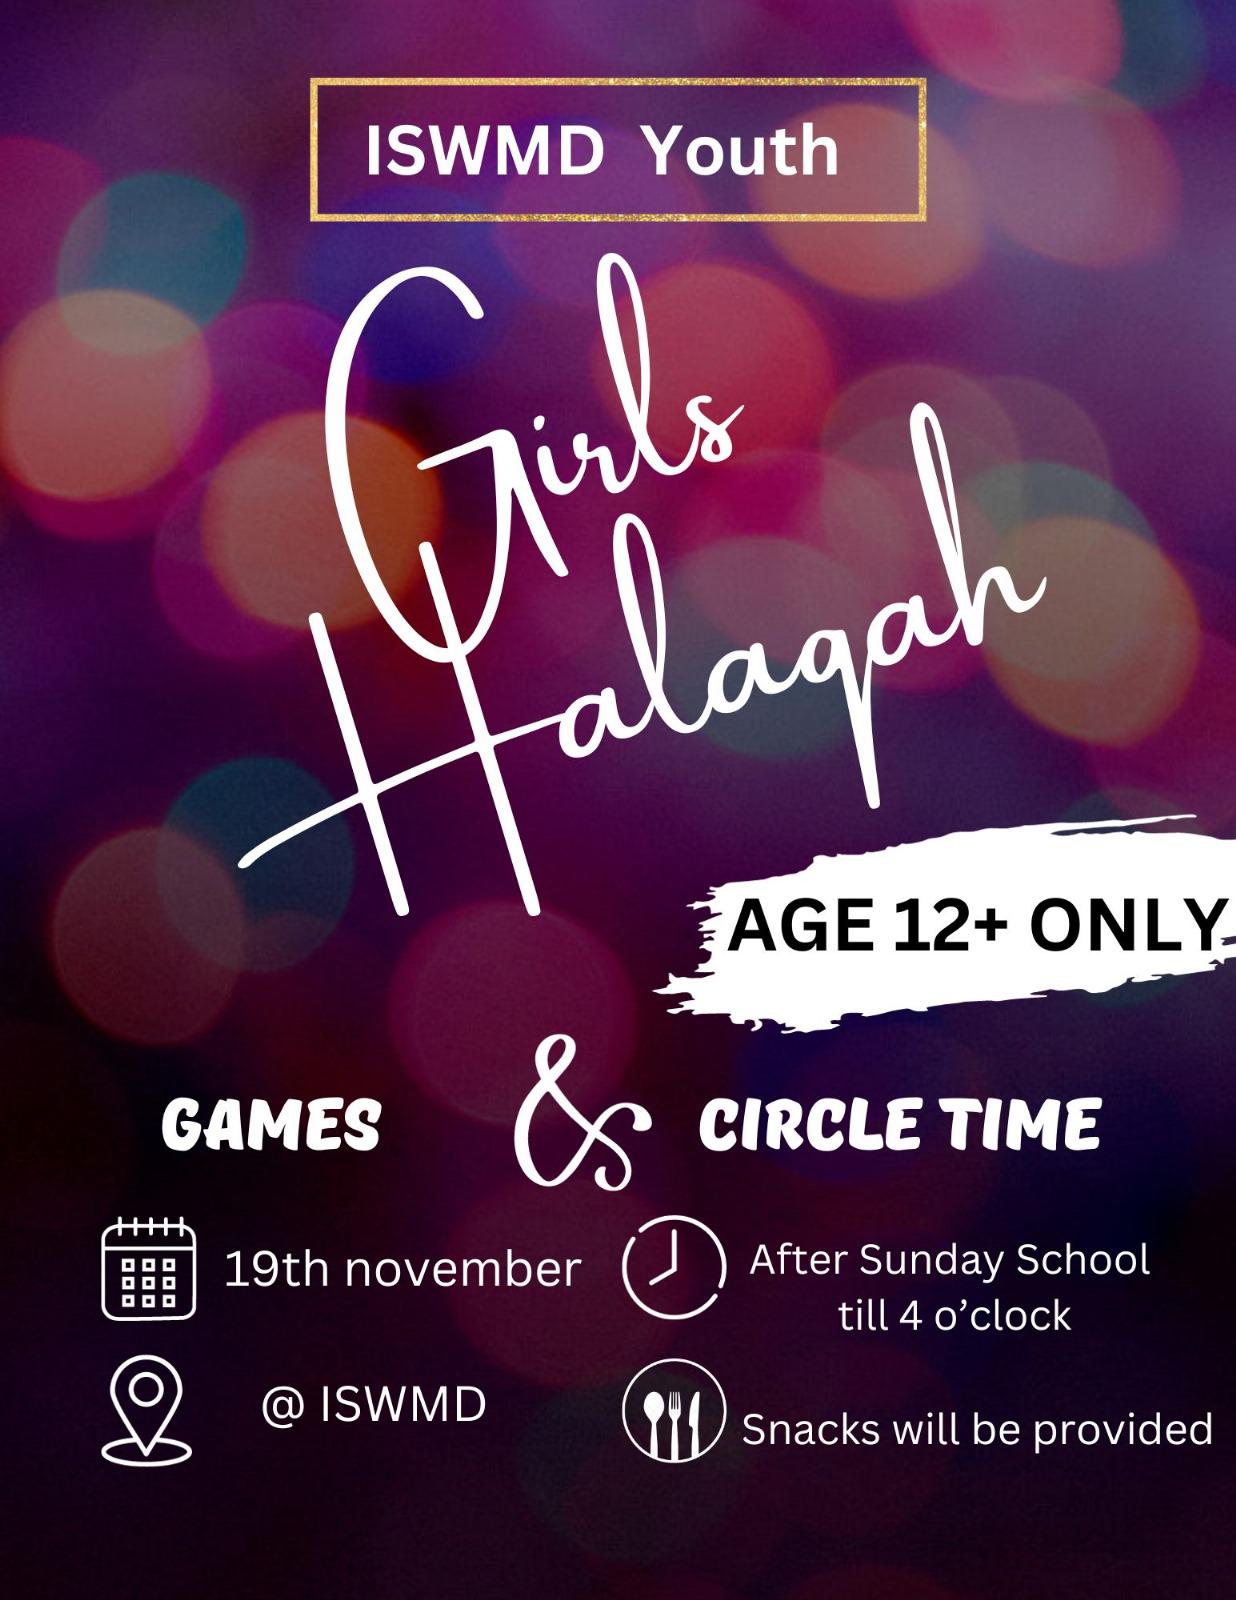 ISWMD Youth
Girls
Halaqah
AGE 12+ ONLY
GAMES & CIRCLE TIME
19th november
After Sunday School
till 4 o’clock
@ ISWMD
Snacks will be provided